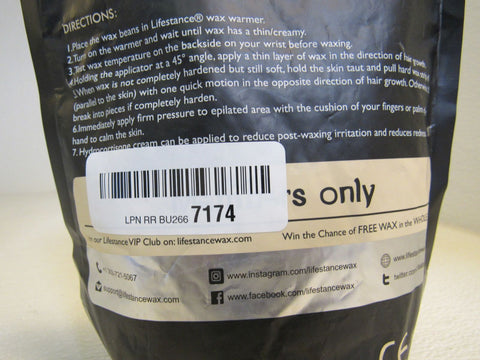 DIRECTIONS:
1.Place the wax beans in Lifestance® wax warmer.
2.Turn on the warmer and wait until wax has a thin/creamy.
3.Test wax temperature on the backside on your wrist before waxing.
4.Holding the applicator at a 45° angle, apply a thin layer of wax in the direction of hair growth.
5.When wax is not completely hardened but still soft, hold the skin taut and pull hard wax
(parallel to the skin) with one quick motion in the opposite direction of hair growth.
break into pieces if completely harden.
6.Immediately apply firm pressure to epilated area with the cushion of your fingers or palm
hand to calm the skin.
7. Hydrocortisone cream can be applied to reduce post-waxing irritation and reduces
LPN RR BU266 7174
only
our Lifestance VIP Club on: lifestancewax.com
Win the Chance of FREE WAX in the WHOLE
www.instagram.com/lifestancewax
www.lifestancewax
support@lifestancewax.com
www.facebook.com/lifestancewax
twitter
CE